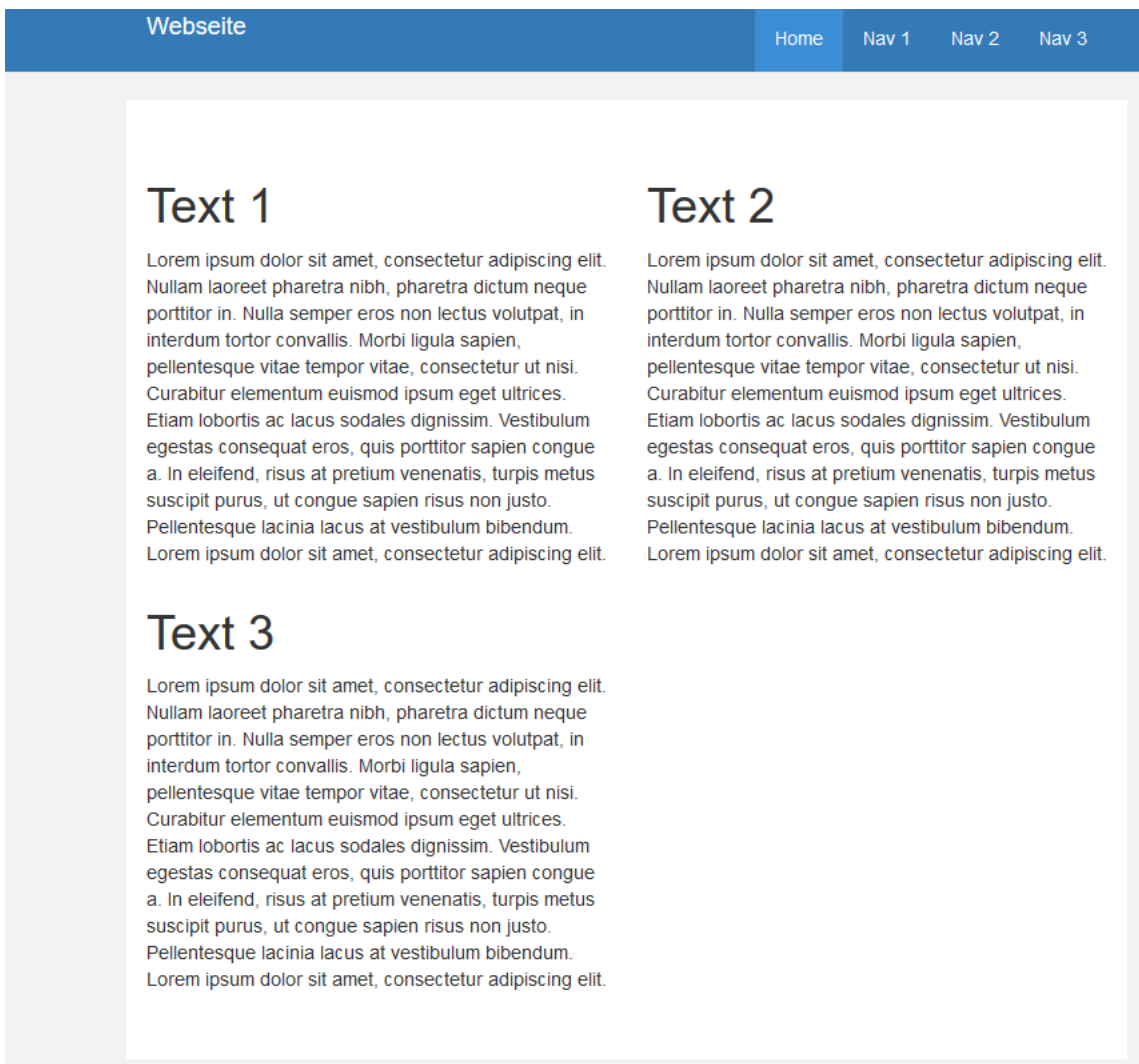 Webseite
Home Nav 1 Nav 2 Nav 3
Text 1
Lorem ipsum dolor sit amet, consectetur adipiscing elit.
Nullam laoreet pharetra nibh, pharetra dictum neque
porttitor in. Nulla semper eros non lectus volutpat, in
interdum tortor convallis. Morbi ligula sapien,
pellentesque vitae tempor vitae, consectetur ut nisi.
Curabitur elementum euismod ipsum eget ultrices.
Etiam lobortis ac lacus sodales dignissim. Vestibulum
egestas consequat eros, quis porttitor sapien congue
a. In eleifend, risus at pretium venenatis, turpis metus
suscipit purus, ut congue sapien risus non justo.
Pellentesque lacinia lacus at vestibulum bibendum.
Lorem ipsum dolor sit amet, consectetur adipiscing elit.
Text 2
Lorem ipsum dolor sit amet, consectetur adipiscing elit.
Nullam laoreet pharetra nibh, pharetra dictum neque
porttitor in. Nulla semper eros non lectus volutpat, in
interdum tortor convallis. Morbi ligula sapien,
pellentesque vitae tempor vitae, consectetur ut nisi.
Curabitur elementum euismod ipsum eget ultrices.
Etiam lobortis ac lacus sodales dignissim. Vestibulum
egestas consequat eros, quis porttitor sapien congue
a. In eleifend, risus at pretium venenatis, turpis metus
suscipit purus, ut congue sapien risus non justo.
Pellentesque lacinia lacus at vestibulum bibendum.
Lorem ipsum dolor sit amet, consectetur adipiscing elit.
Text 3
Lorem ipsum dolor sit amet, consectetur adipiscing elit.
Nullam laoreet pharetra nibh, pharetra dictum neque
porttitor in. Nulla semper eros non lectus volutpat, in
interdum tortor convallis. Morbi ligula sapien,
pellentesque vitae tempor vitae, consectetur ut nisi.
Curabitur elementum euismod ipsum eget ultrices.
Etiam lobortis ac lacus sodales dignissim. Vestibulum
egestas consequat eros, quis porttitor sapien congue
a. In eleifend, risus at pretium venenatis, turpis metus
suscipit purus, ut congue sapien risus non justo.
Pellentesque lacinia lacus at vestibulum bibendum.
Lorem ipsum dolor sit amet, consectetur adipiscing elit.